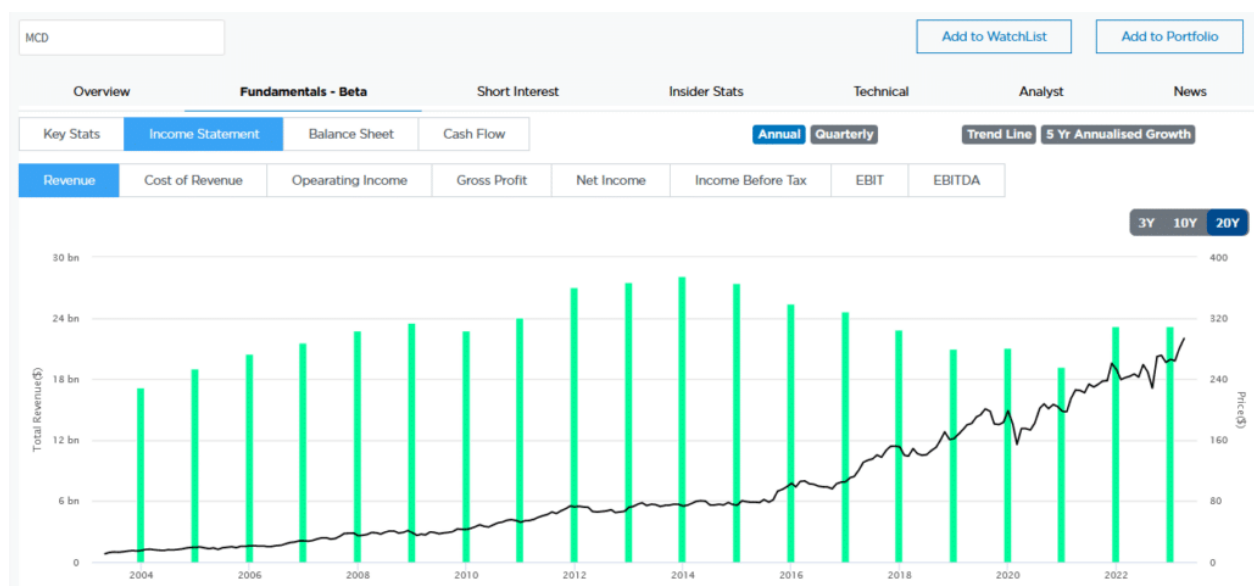 MCD Add to WatchList Add to Portfolio
Overview Fundamentals - Beta Short Interest Insider Stats Technical Analyst News
Key Stats Income Statement Balance Sheet Cash Flow Annual Quarterly Trend Line 5 Yr Annualised Growth
Revenue Cost of Revenue Opearating Income Gross Profit Net Income Income Before Tax EBIT EBITDA
3Y 10Y 20Y
30 bn 400
24 bn 320
18 bn 240
12 bn 160
6 bn 80
0 0
Total Revenue($)
Price($)
2004 2006 2008 2010 2012 2014 2016 2018 2020 2022